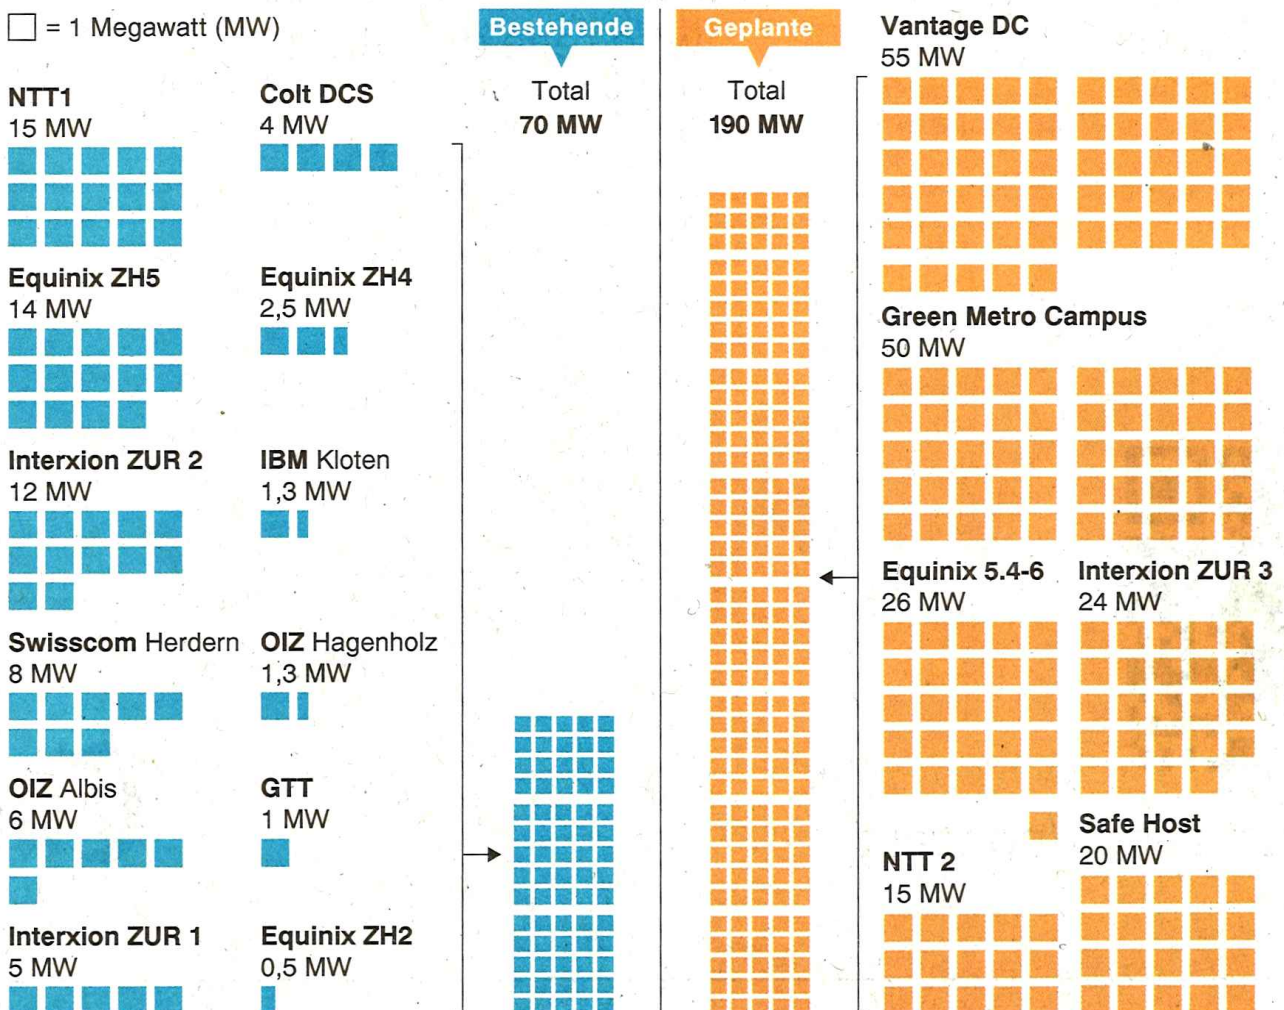 = 1 Megawatt (MW)
NTT1
15 MW
Colt DCS
4 MW
Equinix ZH5
14 MW
Equinix ZH4
2,5 MW
Interxion ZUR 2
12 MW
IBM Kloten
1,3 MW
Swisscom Herdern
8 MW
OIZ Hagenholz
1,3 MW
OIZ Albis
6 MW
GTT
1 MW
Interxion ZUR 1
5 MW
Equinix ZH2
0,5 MW
Bestehende
Total
70 MW
Geplante
Total
190 MW
Vantage DC
55 MW
Green Metro Campus
50 MW
Equinix 5.4-6
26 MW
Interxion ZUR 3
24 MW
NTT 2
15 MW
Safe Host
20 MW